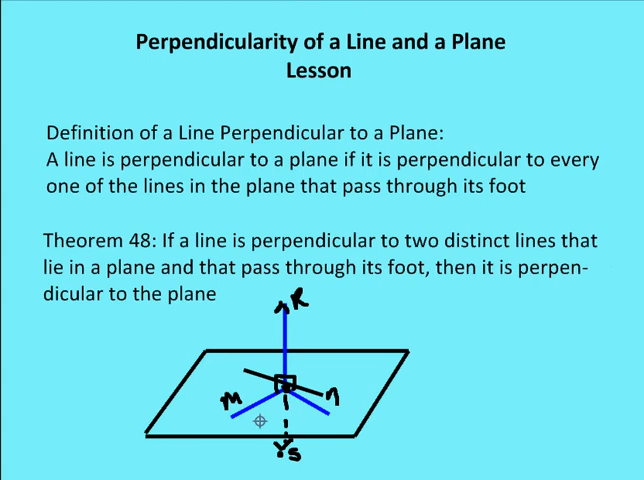 Perpendicularity of a Line and a Plane
Lesson
Definition of a Line Perpendicular to a Plane:
A line is perpendicular to a plane if it is perpendicular to every
one of the lines in the plane that pass through its foot
Theorem 48: If a line is perpendicular to two distinct lines that
lie in a plane and that pass through its foot, then it is perpen-
dicular to the plane
R
M n
S